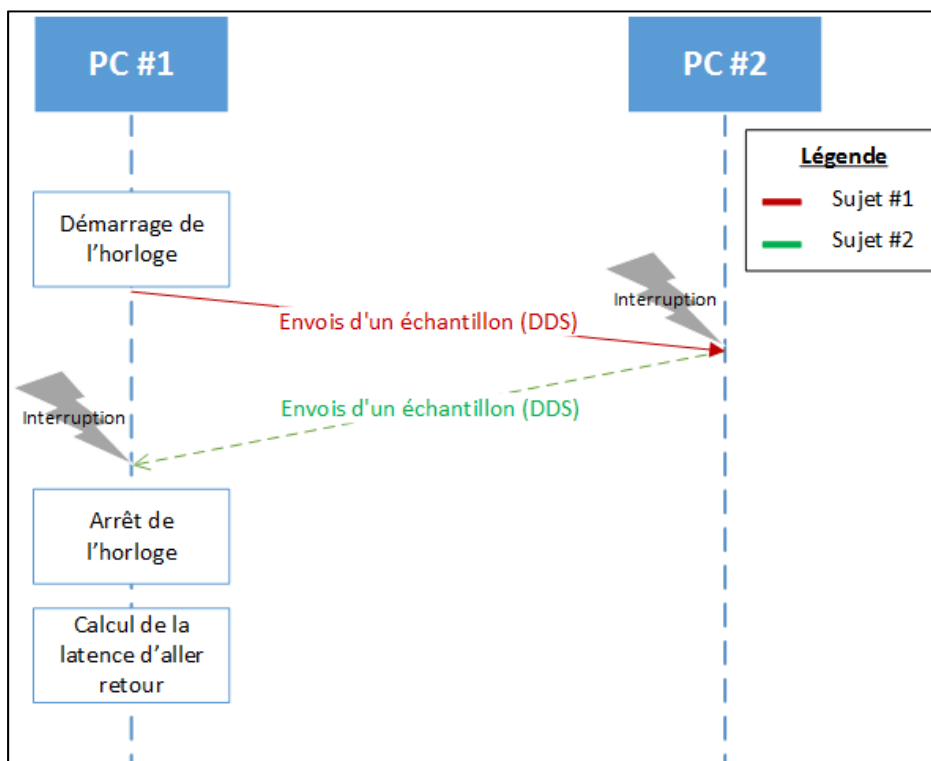 PC #1
PC #2
Légende
Sujet #1
Sujet #2
Démarrage de
l'horloge
Interruption
Envois d'un échantillon (DDS)
Envois d'un échantillon (DDS)
Interruption
Arrêt de
l'horloge
Calcul de la
latence d'aller
retour